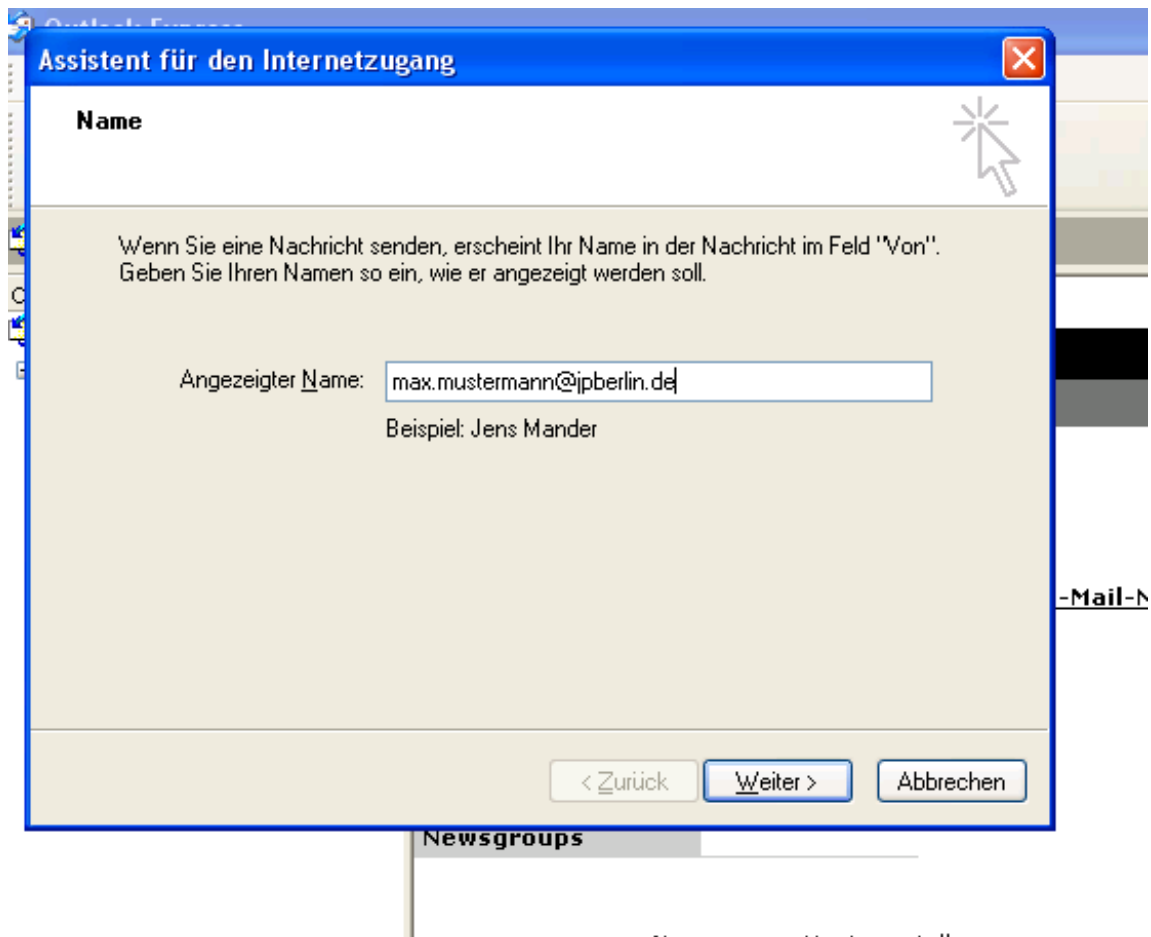 Outlook Express
Assistent für den Internetzugang
Name
Wenn Sie eine Nachricht senden, erscheint Ihr Name in der Nachricht im Feld "Von".
Geben Sie Ihren Namen so ein, wie er angezeigt werden soll.
Angezeigter Name: max.mustermann@jpberlin.de
Beispiel: Jens Mander
-Mail-N
< Zurück Weiter > Abbrechen
Newsgroups